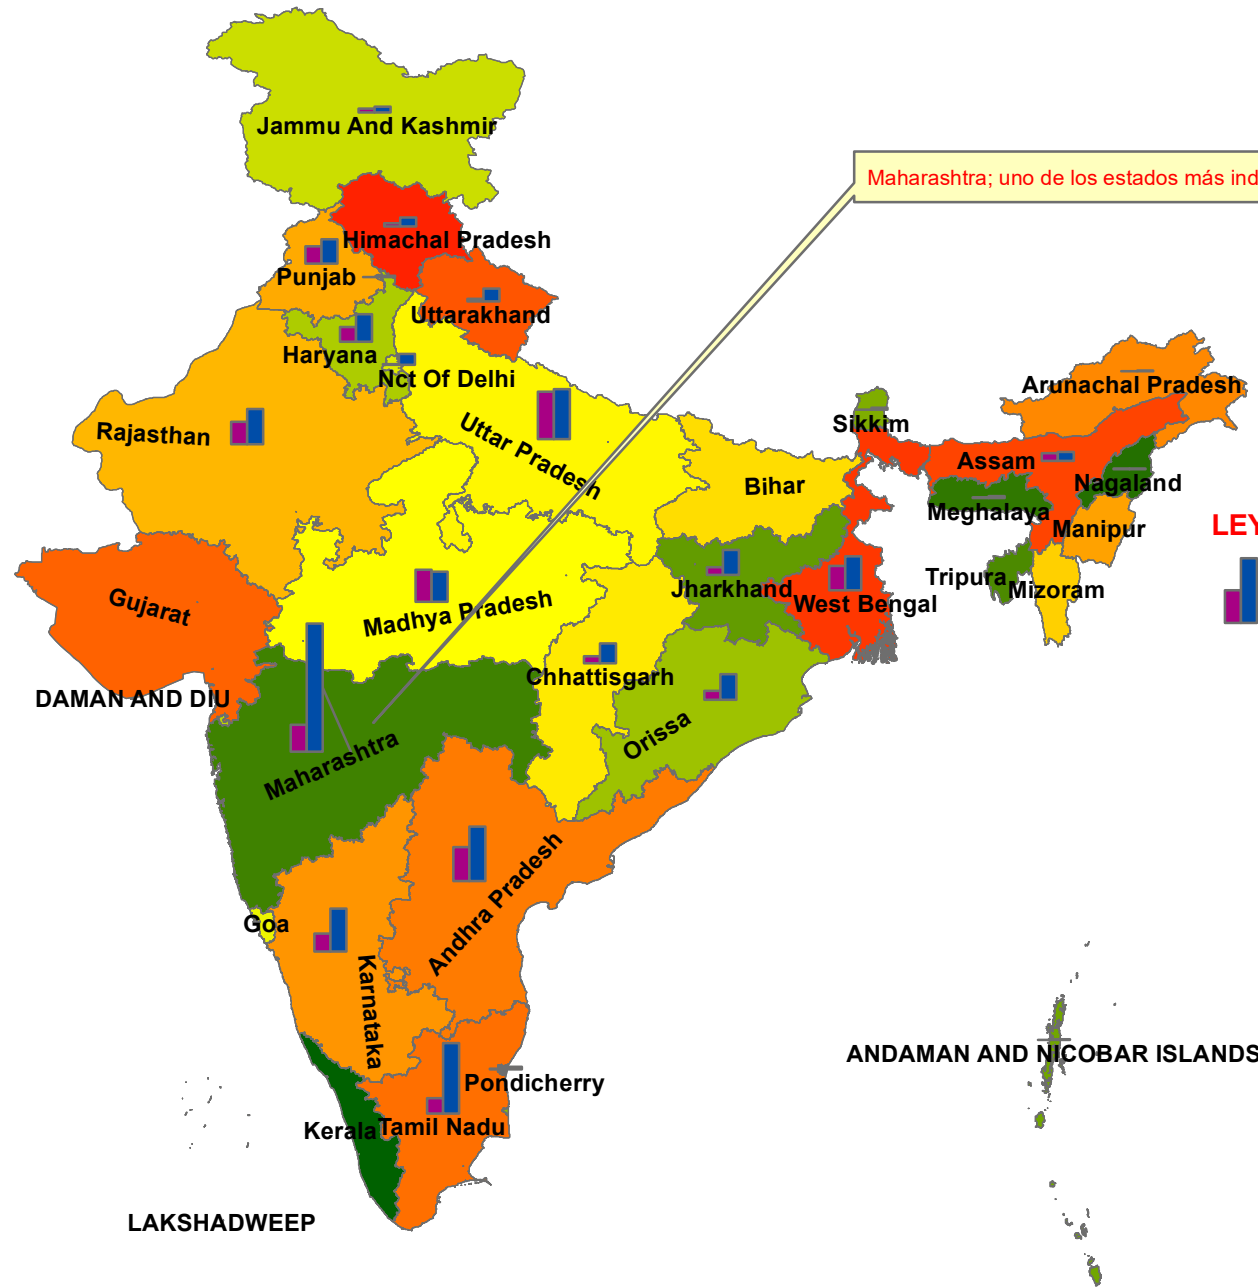 Jammu And Kashmir
Maharashtra; uno de los estados más ind
Himachal Pradesh
Punjab
Uttarakhand
Haryana
Nct Of Delhi
Arunachal Pradesh
Sikkim
Rajasthan
Uttar Pradesh
Assam
Bihar
Nagaland
Meghalaya
Manipur
LEY
Tripura
Jharkhand
Mizoram
West Bengal
Gujarat
Madhya Pradesh
Chhattisgarh
DAMAN AND DIU
Orissa
Maharashtra
Andhra Pradesh
Goa
Karnataka
ANDAMAN AND NICOBAR ISLANDS
Pondicherry
Kerala
Tamil Nadu
LAKSHADWEEP